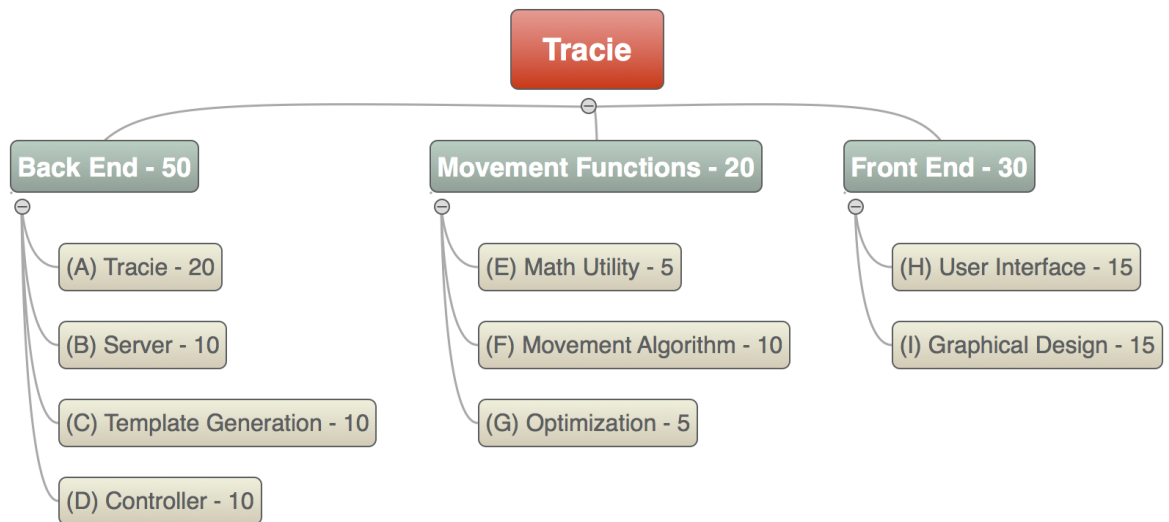 Tracie
Back End - 50
Movement Functions - 20
Front End - 30
(A) Tracie - 20
(E) Math Utility - 5
(H) User Interface - 15
(B) Server - 10
(F) Movement Algorithm - 10
(I) Graphical Design - 15
(C) Template Generation - 10
(G) Optimization - 5
(D) Controller - 10